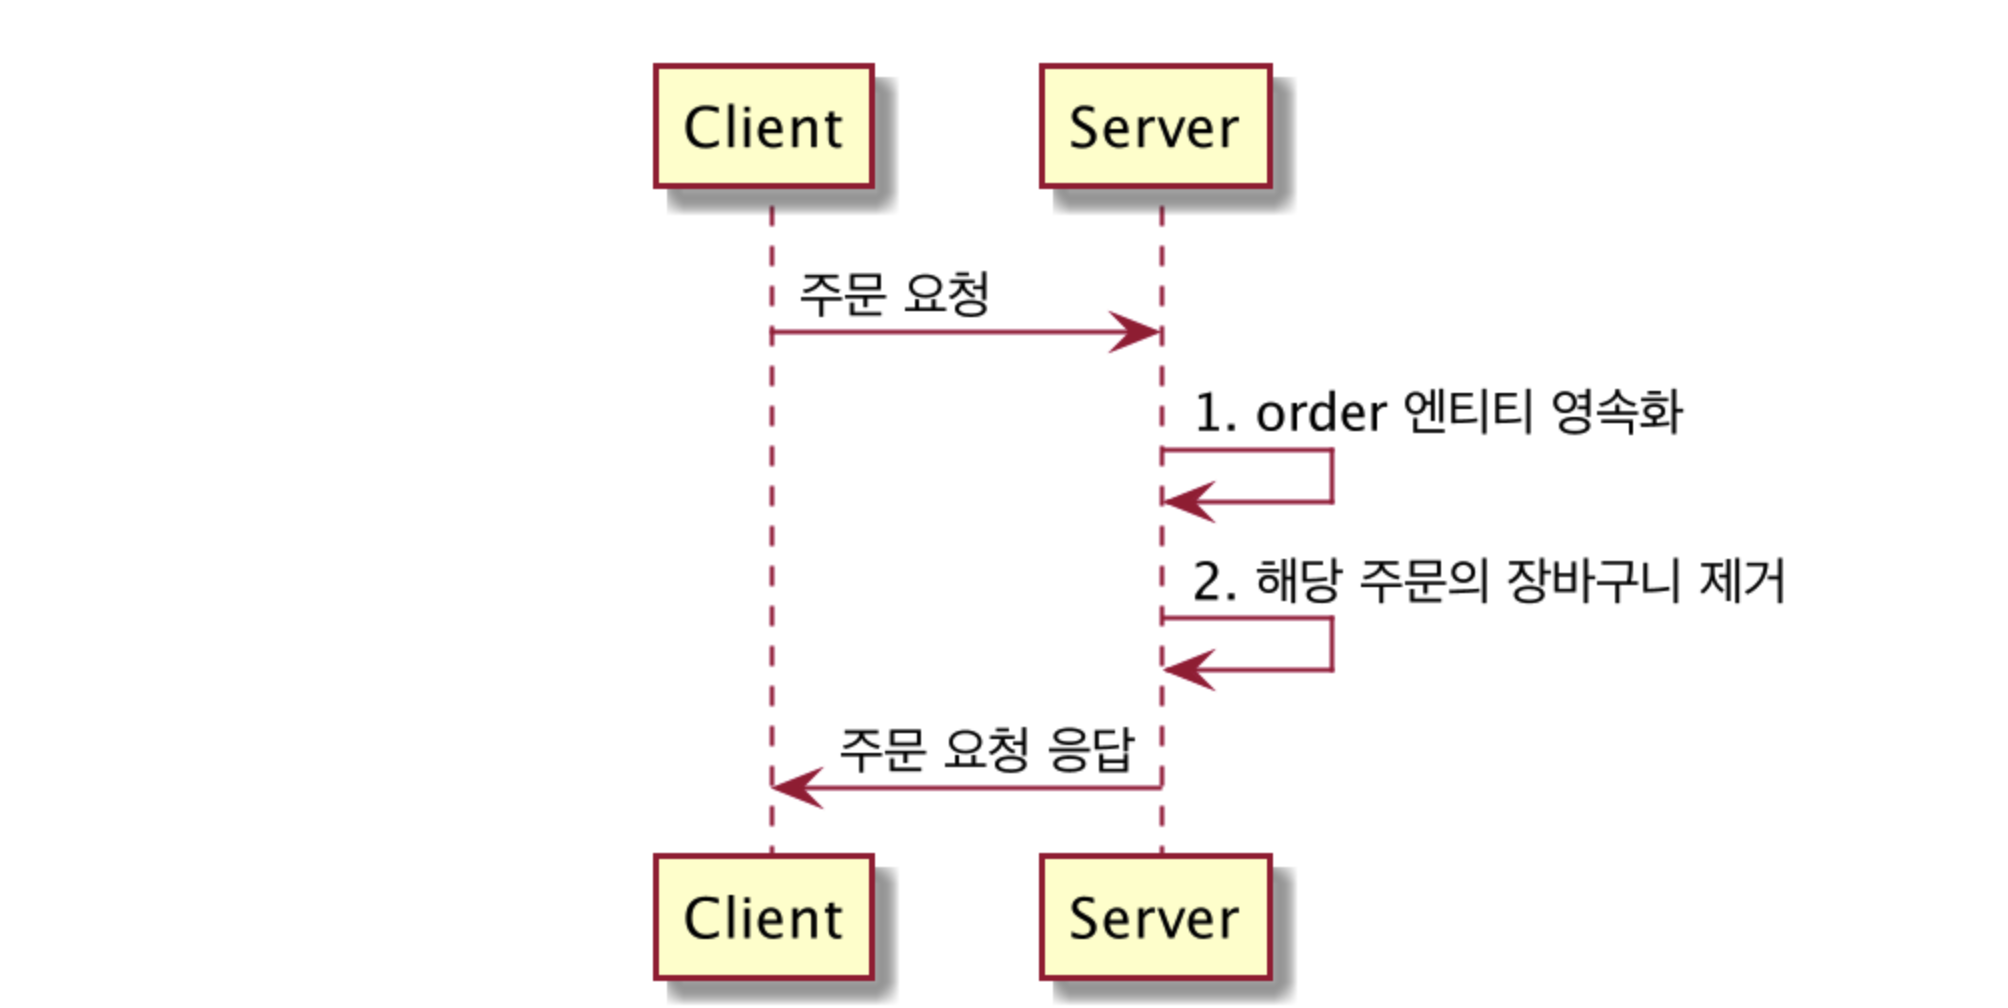 Client
Server
주문 요청
1. order 엔티티 영속화
2. 해당 주문의 장바구니 제거
주문 요청 응답
Client
Server